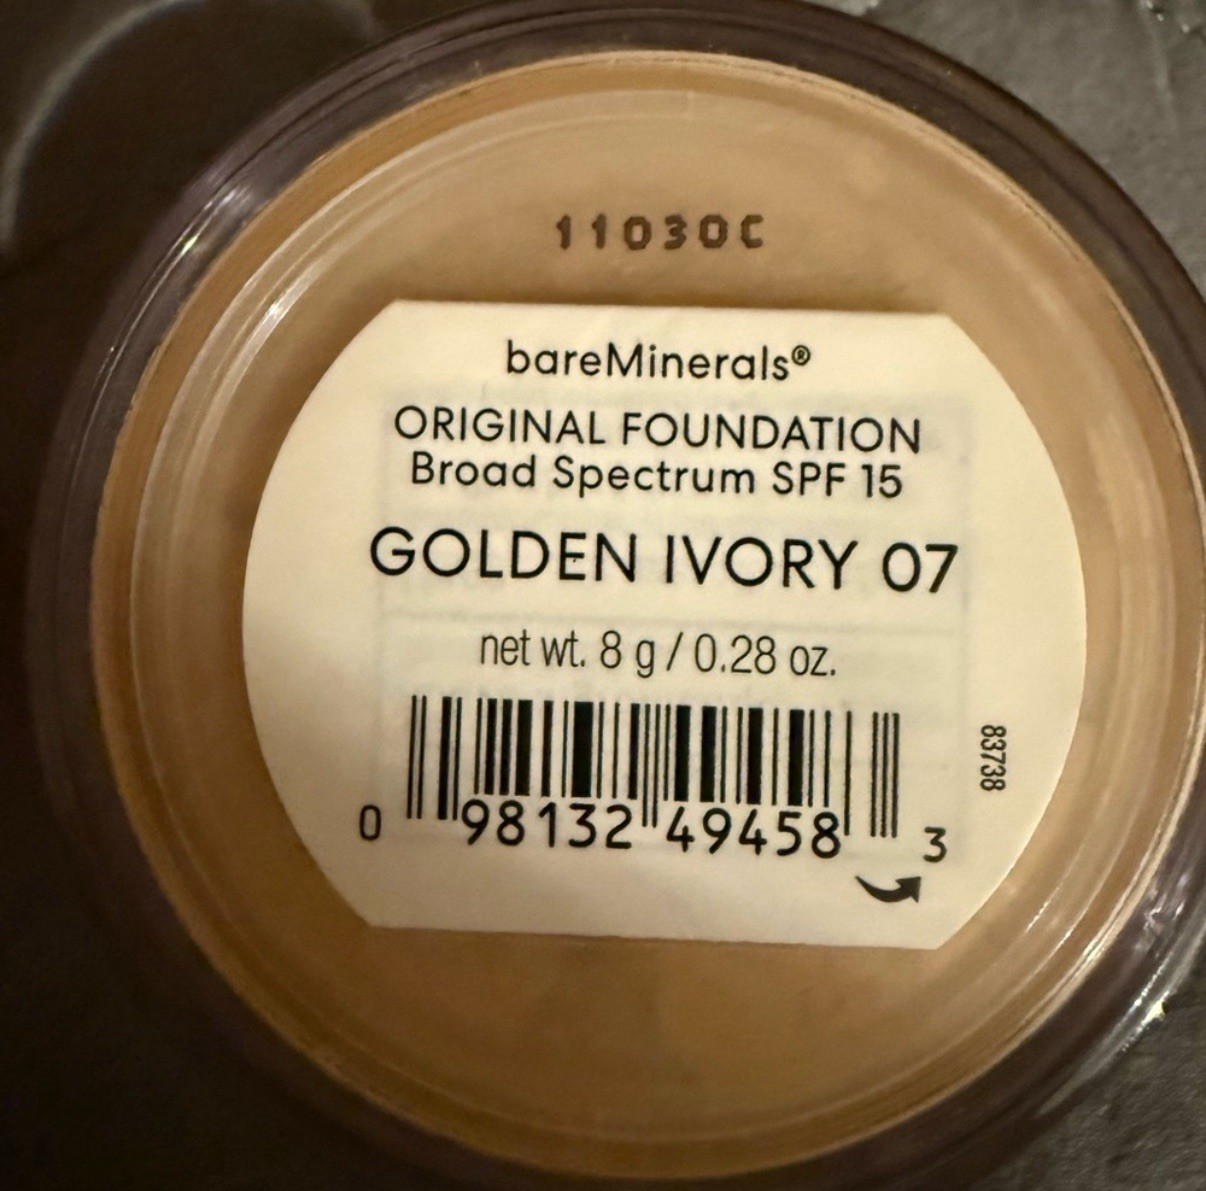 11030C
bareMinerals®
ORIGINAL FOUNDATION
Broad Spectrum SPF 15
GOLDEN IVORY 07
net wt. 8 g / 0.28 oz.
83738
0 98132 49458 3